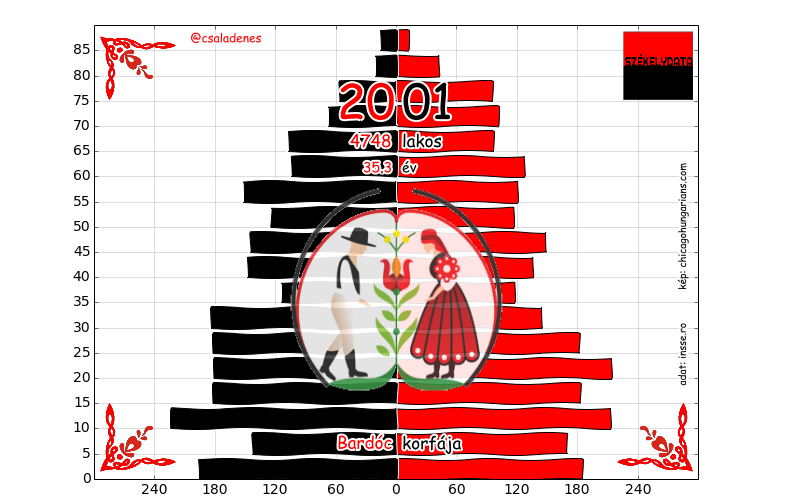 @csaladenes
SZÉKELYDATA
2001
4748 lakos
35.3 év
kép: chicagohungarians.com
adat: insse.ro
Bardóc korfája
85
80
75
70
65
60
55
50
45
40
35
30
25
20
15
10
5
0
240 180 120 60 0 60 120 180 240